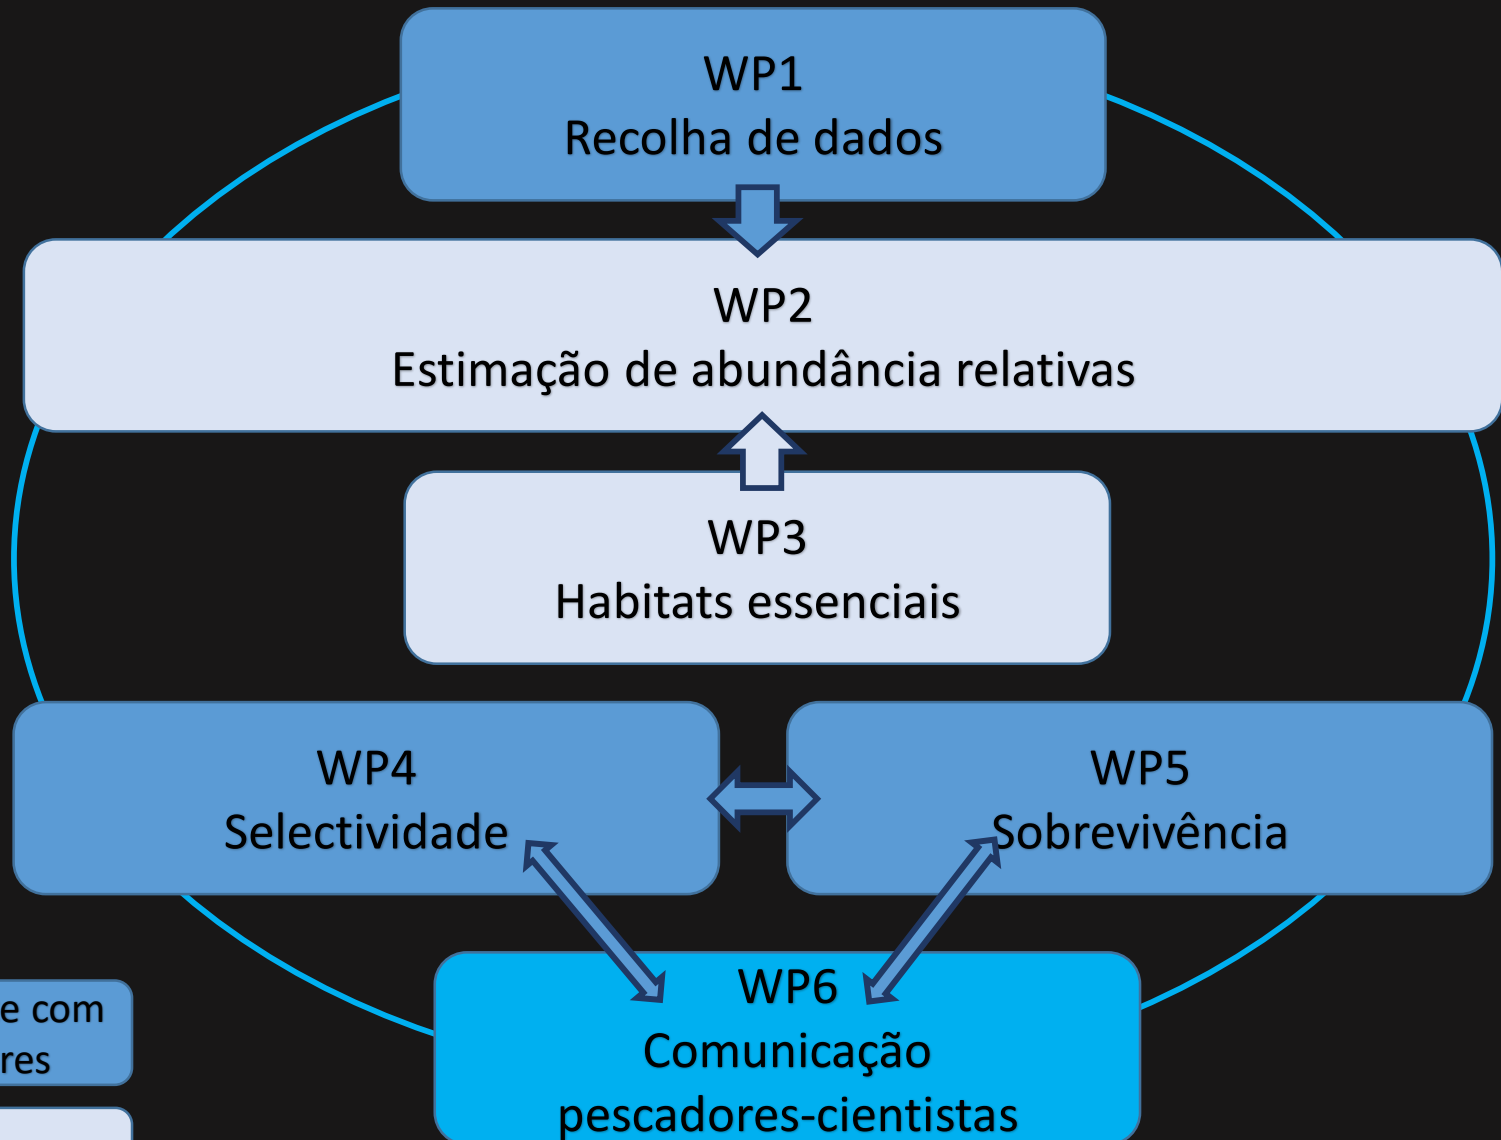 WP1
Recolha de dados
WP2
Estimação de abundância relativas
WP3
Habitats essenciais
WP4
Selectividade
WP5
Sobrevivência
e com
res
WP6
Comunicação
pescadores-cientistas